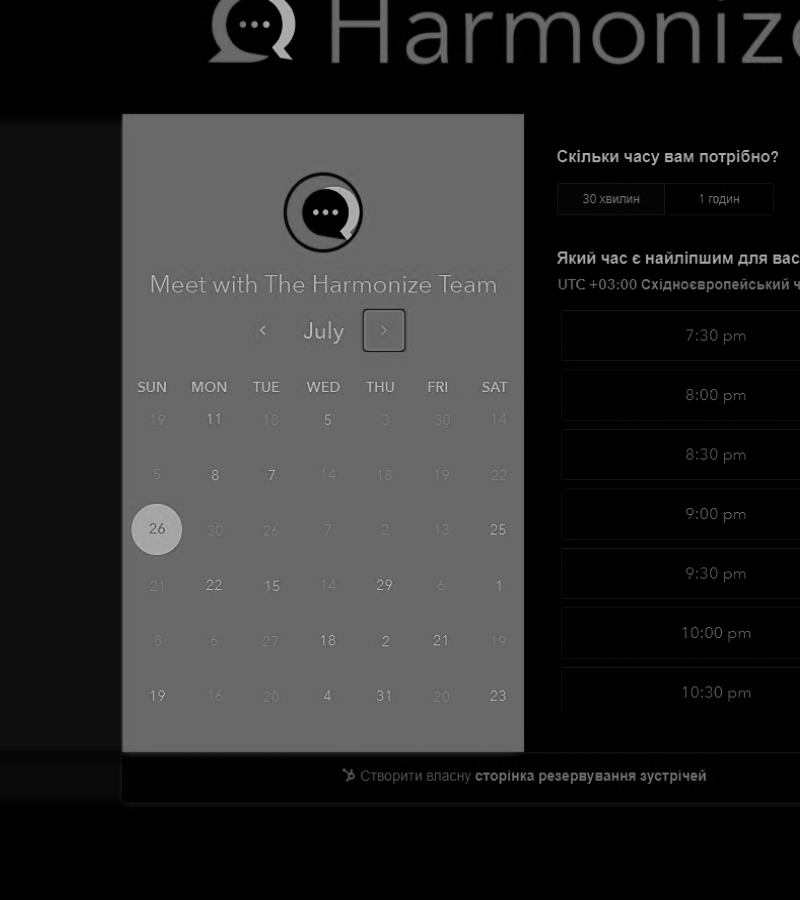 Harmonize
Meet with The Harmonize Team
July
SUN MON TUE WED THU FRI SAT
19 11 18 5 3 30 14
5 8 7 14 18 19 22
26 30 26 7 2 13 25
21 22 15 14 29 6 1
8 6 27 18 2 21 19
19 16 20 4 31 20 23
Скільки часу вам потрібно?
30 хвилин 1 годин
Який час є найліпшим для вас
UTC +03:00 Східноєвропейський ч
7:30 pm
8:00 pm
8:30 pm
9:00 pm
9:30 pm
10:00 pm
10:30 pm
Створити власну сторінка резервування зустрічей